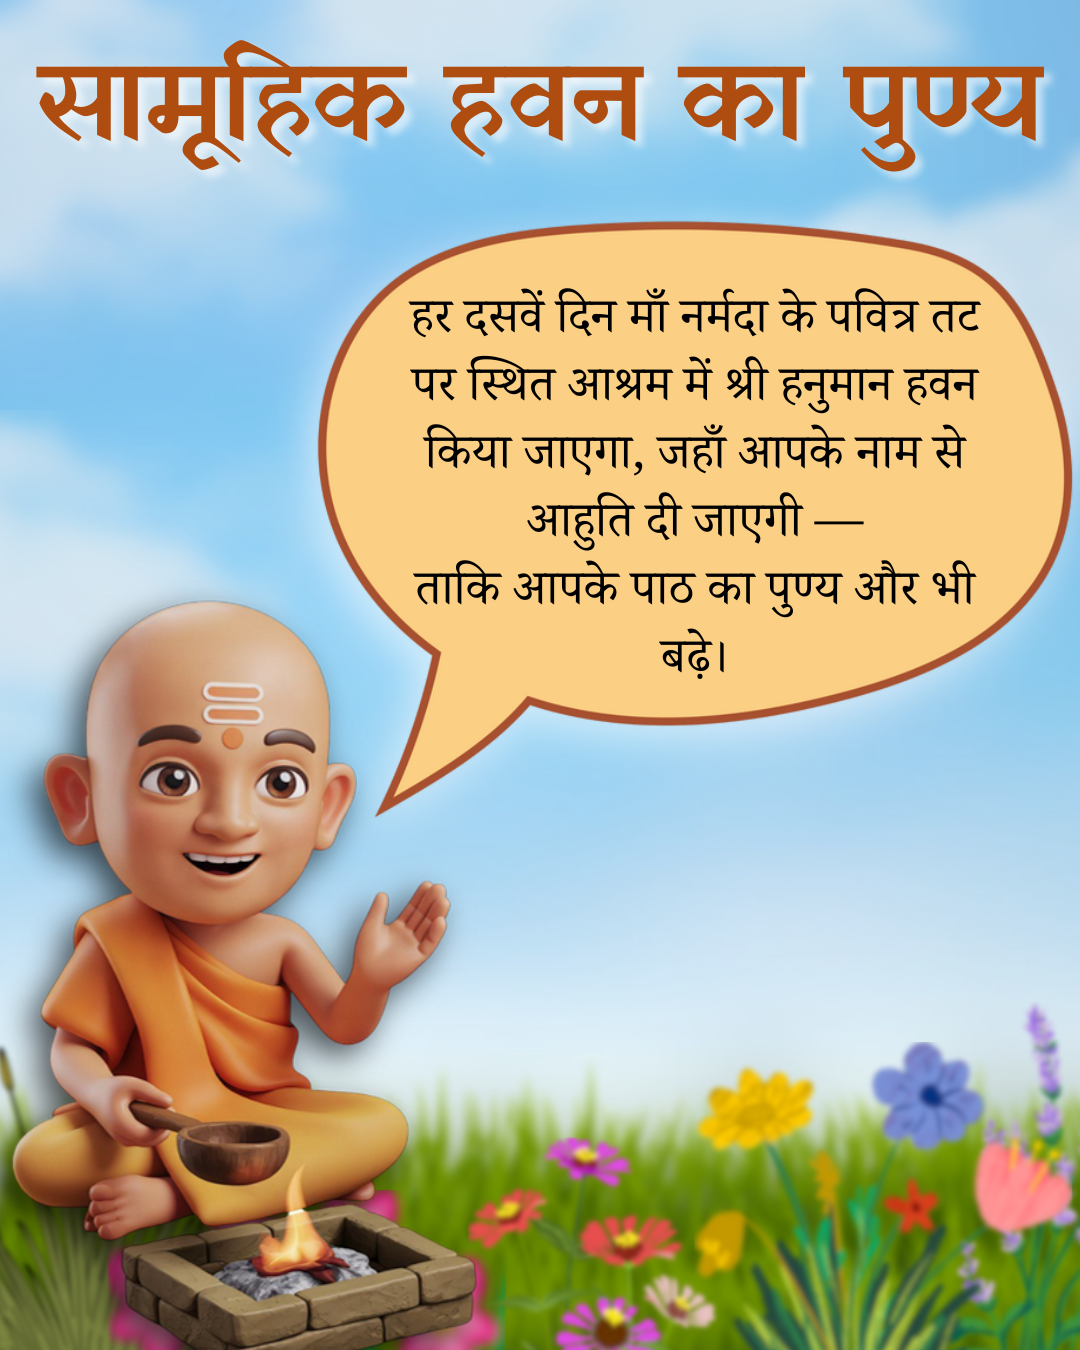 सामूहिक हवन का पुण्य
हर दसवें दिन माँ नर्मदा के पवित्र तट
पर स्थित आश्रम में श्री हनुमान हवन
किया जाएगा, जहाँ आपके नाम से
आहुति दी जाएगी —
ताकि आपके पाठ का पुण्य और भी
बढ़े।